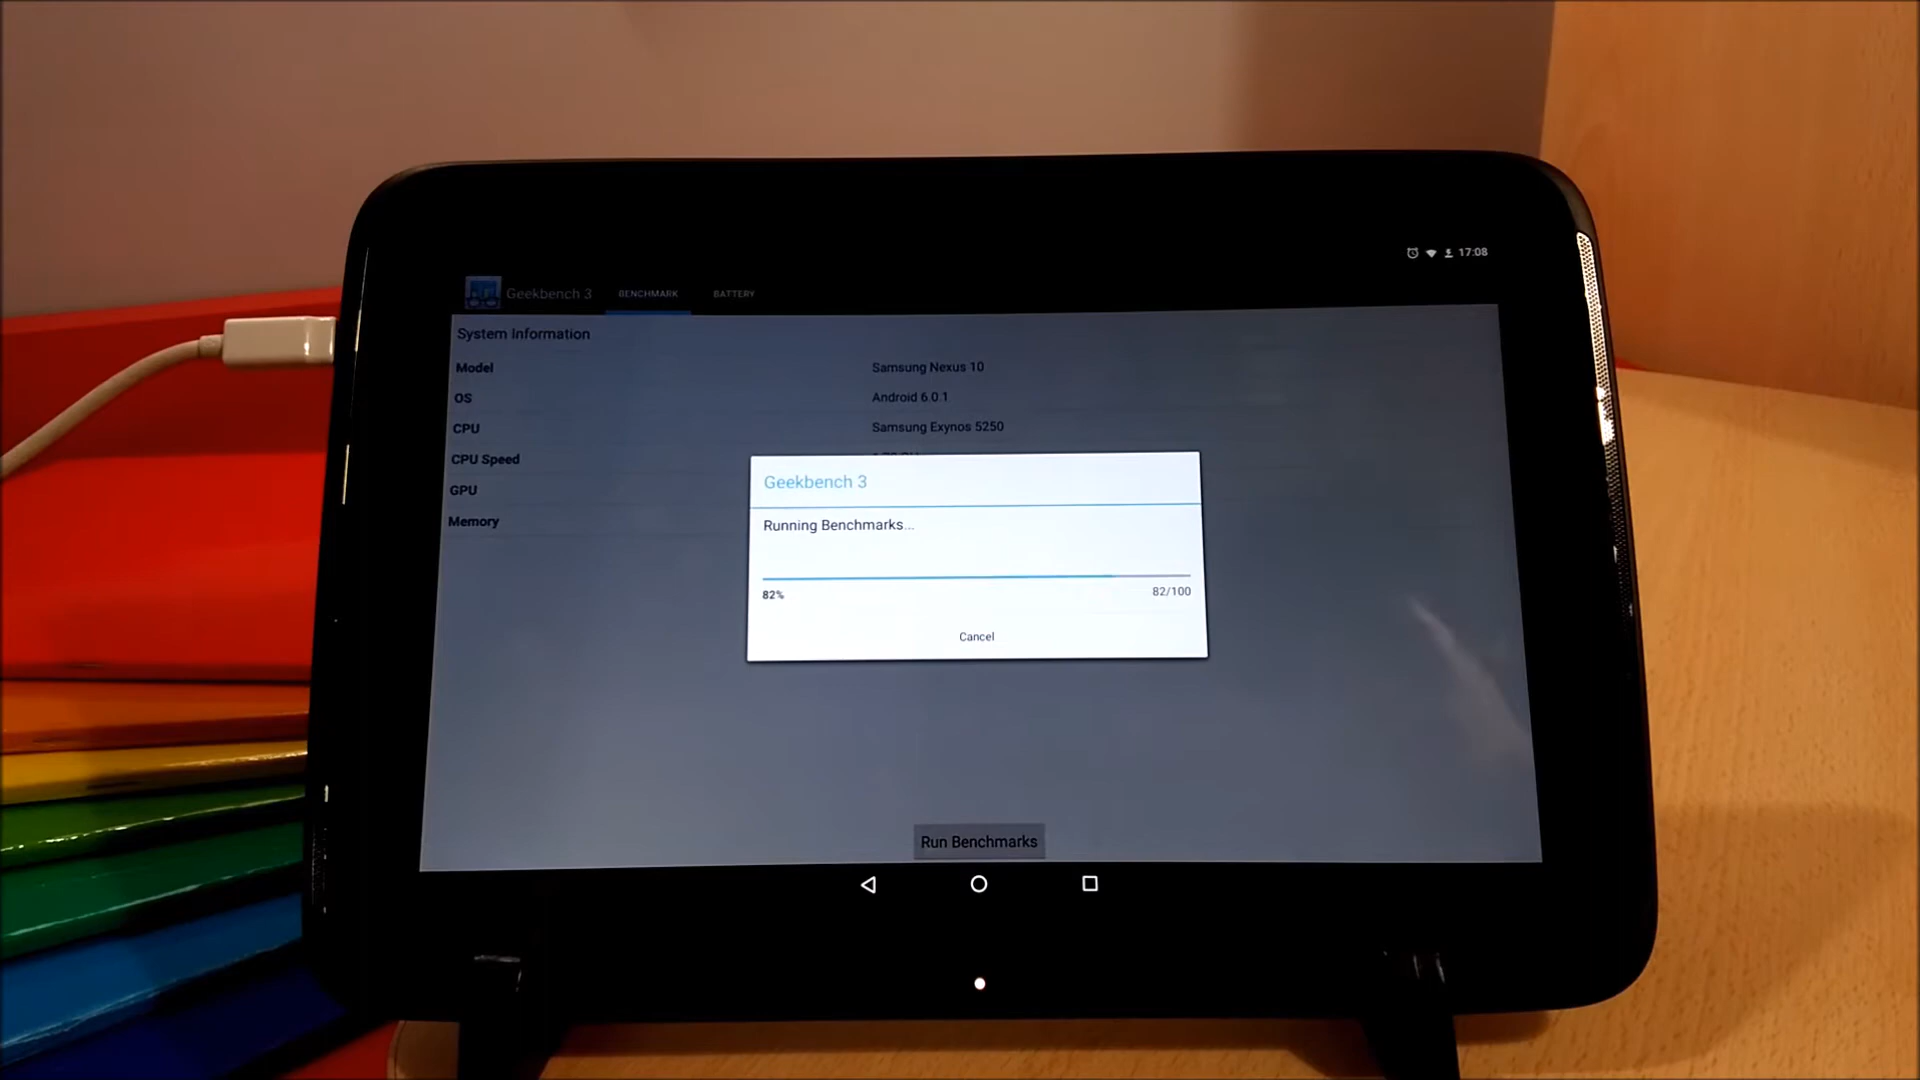 17:08
Geekbench 3 BENCHMARK BATTERY
System Information
Model Samsung Nexus 10
OS Android 6.0.1
CPU Samsung Exynos 5250
CPU Speed
GPU
Memory
Geekbench 3
Running Benchmarks...
82% 82/100
Cancel
Run Benchmarks